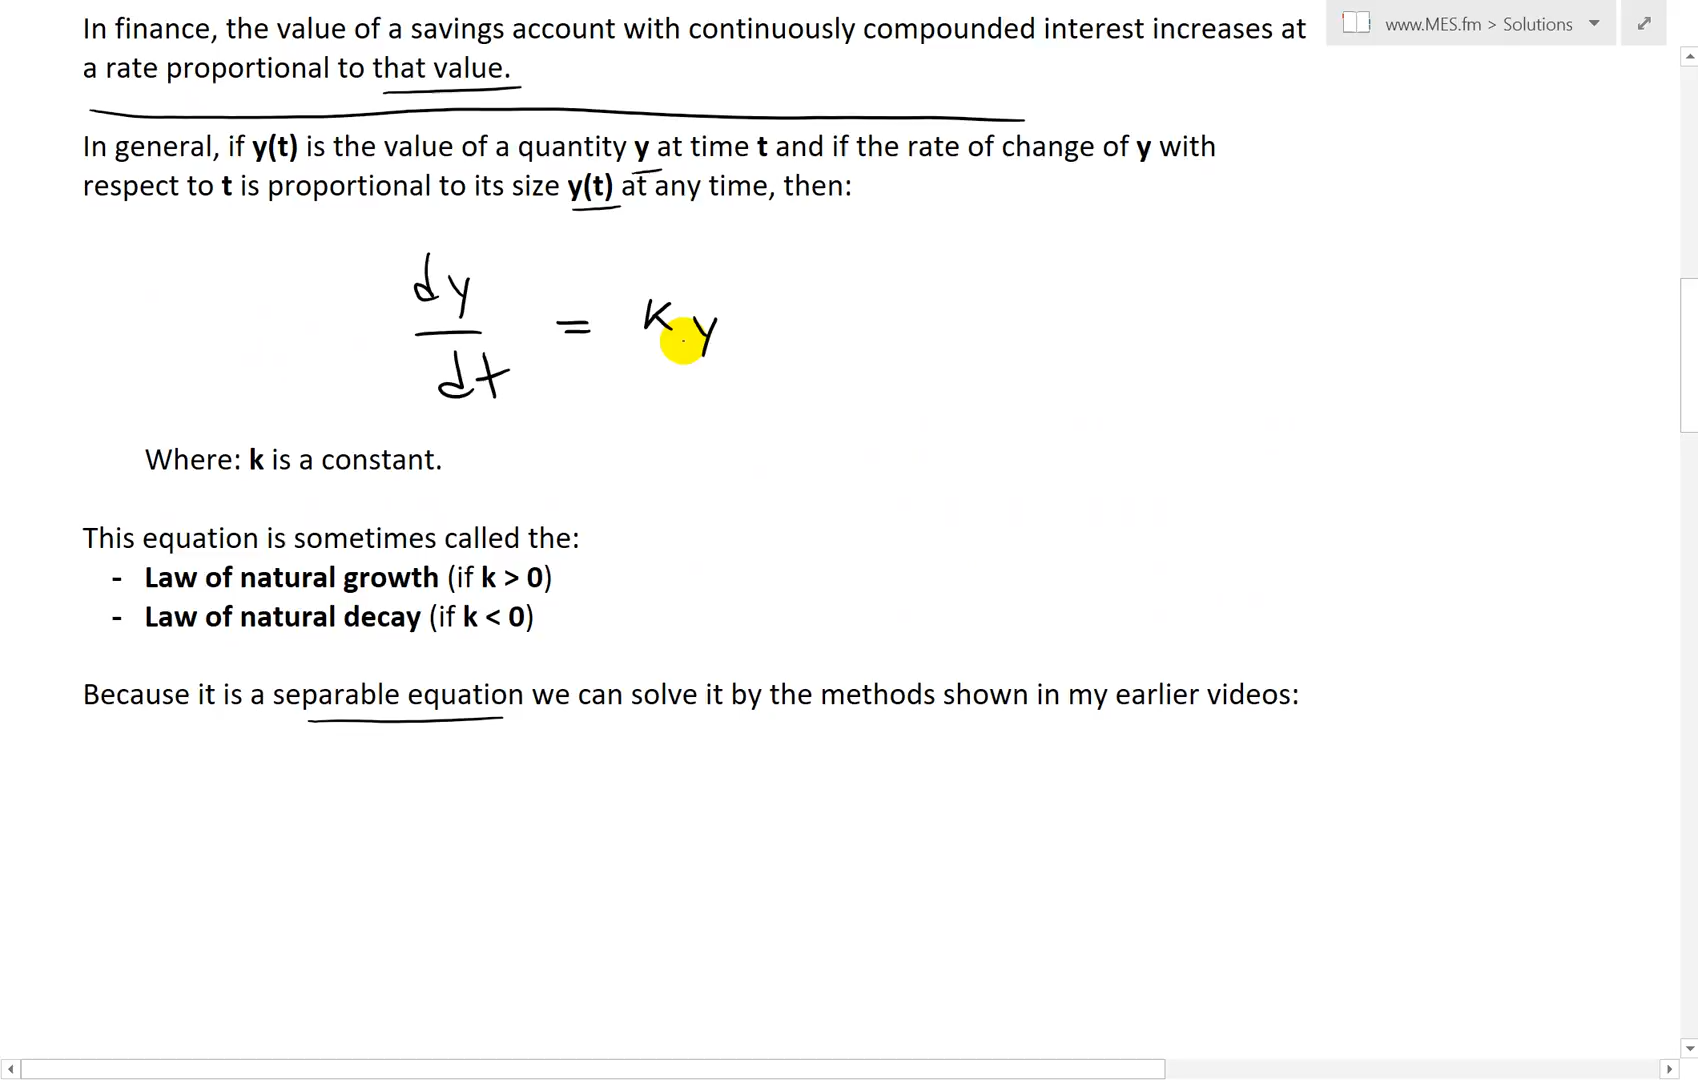 In finance, the value of a savings account with continuously compounded interest increases at
a rate proportional to that value.
www.MES.fm > Solutions
In general, if y(t) is the value of a quantity y at time t and if the rate of change of y with
respect to t is proportional to its size y(t) at any time, then:
dy
dt
= ky
Where: k is a constant.
This equation is sometimes called the:
- Law of natural growth (if k > 0)
- Law of natural decay (if k < 0)
Because it is a separable equation we can solve it by the methods shown in my earlier videos: